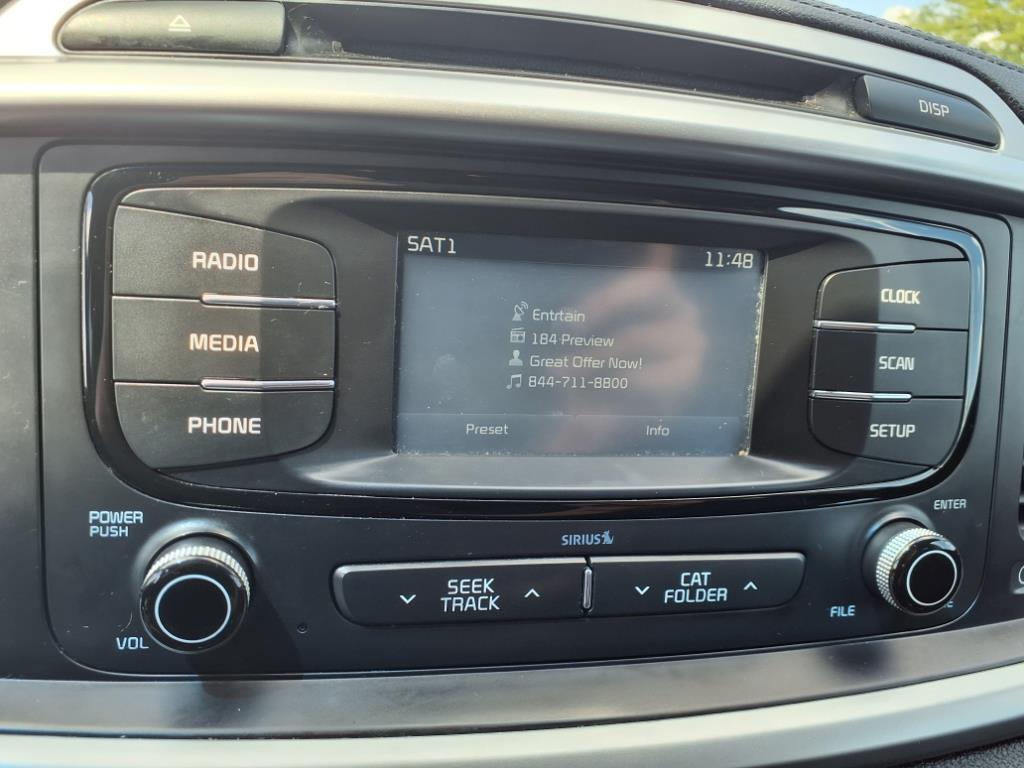 DISP
SAT1
11:48
RADIO
MEDIA
PHONE
Entrtain
184 Preview
Great Offer Now!
844-711-8800
Preset
Info
CLOCK
SCAN
SETUP
POWER
PUSH
VOL
SIRIUS
SEEK
TRACK
CAT
FOLDER
ENTER
FILE